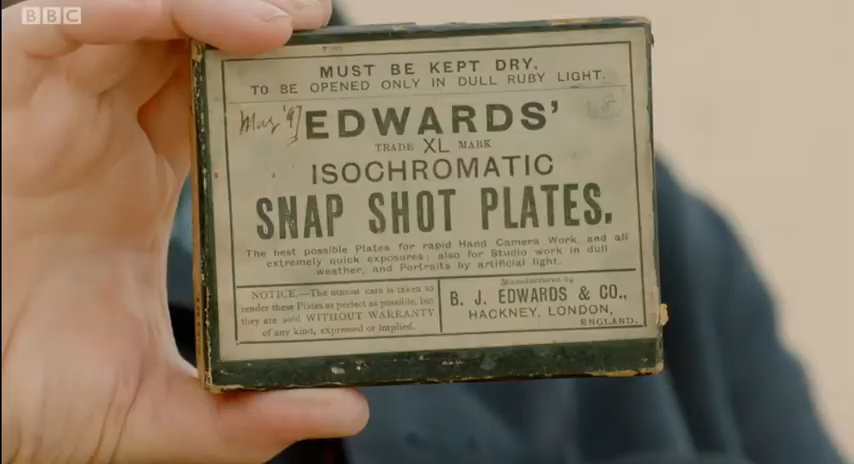 BBC
MUST BE KEPT DRY.
TO BE OPENED ONLY IN DULL RUBY LIGHT.
May '97
EDWARDS'
TRADE XL MARK
ISOCHROMATIC
SNAP SHOT PLATES.
The best possible Plates for rapid Hand Camera Work, and all
extremely quick exposures; also for Studio work in dull
weather, and Portraits by artificial light.
NOTICE.—The utmost care is taken to
render these Plates as perfect as possible, but
they are sold WITHOUT WARRANTY
of any kind, expressed or implied.
Manufactured by
B. J. EDWARDS & CO.,
HACKNEY, LONDON,
ENGLAND.